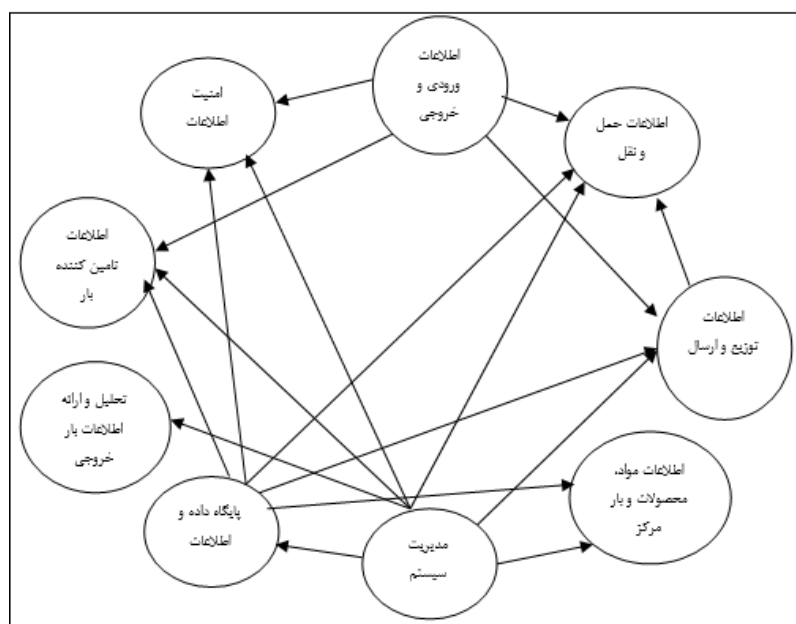 اطلاعات
ورودی و
خروجی
امنیت
اطلاعات
اطلاعات حمل
و نقل
اطلاعات
تامین کننده
بار
اطلاعات
توزیع و ارسال
تحلیل و ارائه
اطلاعات بار
خروجی
اطلاعات مواد،
محصولات و بار
مرکز
پایگاه داده و
اطلاعات
مدیریت
سیستم